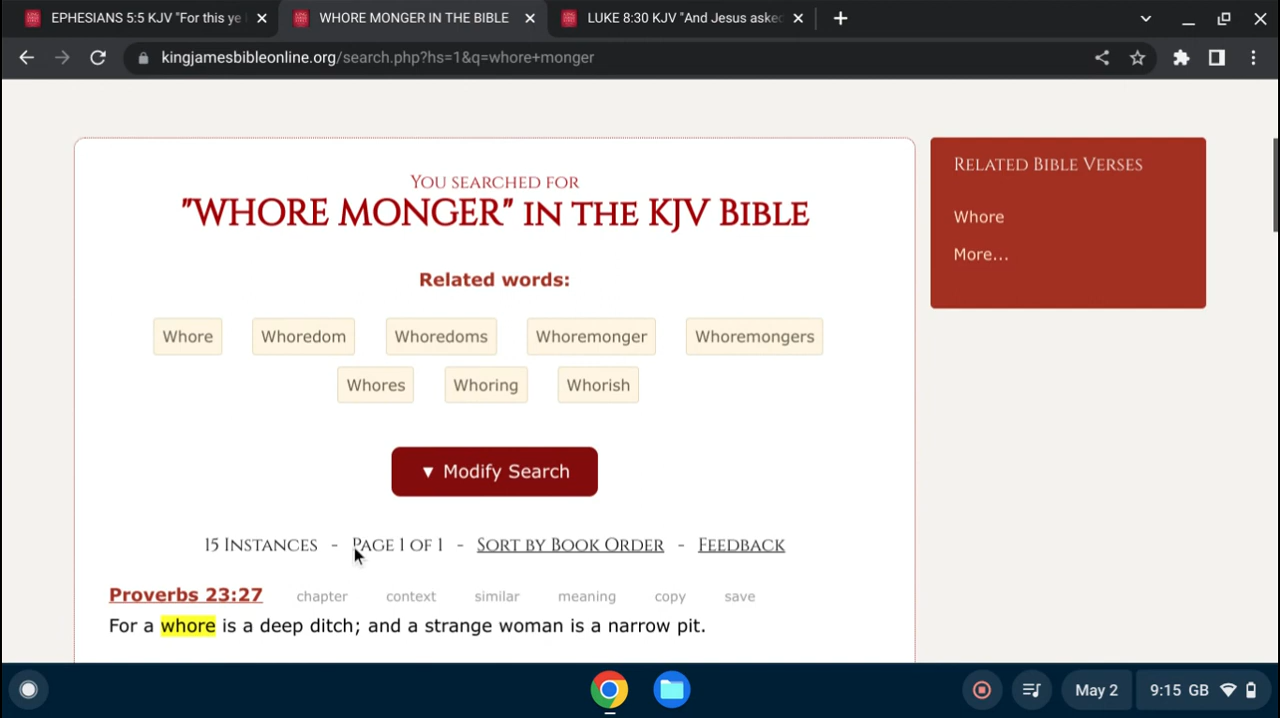 EPHESIANS 5:5 KJV "For this ye
WHORE MONGER IN THE BIBLE
LUKE 8:30 KJV "And Jesus asked
kingjamesbibleonline.org/search.php?hs=1&q=whore+monger
You searched for
"WHORE MONGER" IN THE KJV BIBLE
Related words:
Whore Whoredom Whoredoms Whoremonger Whoremongers
Whores Whoring Whorish
▼ Modify Search
15 Instances - Page 1 of 1 - Sort by Book Order - Feedback
Proverbs 23:27 chapter context similar meaning copy save
For a whore is a deep ditch; and a strange woman is a narrow pit.
Related Bible Verses
Whore
More...
May 2
9:15 GB